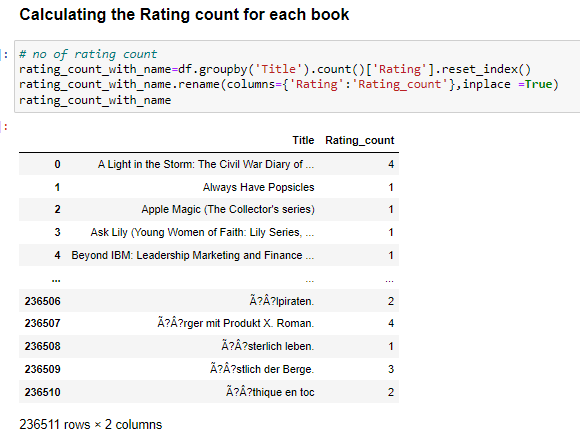 Calculating the Rating count for each book
]: # no of rating count
rating_count_with_name=df.groupby('Title').count()['Rating'].reset_index()
rating_count_with_name.rename(columns={'Rating':'Rating_count'},inplace =True)
rating_count_with_name
]:
Title Rating_count
0 A Light in the Storm: The Civil War Diary of ... 4
1 Always Have Popsicles 1
2 Apple Magic (The Collector's series) 1
3 Ask Lily (Young Women of Faith: Lily Series, ... 1
4 Beyond IBM: Leadership Marketing and Finance ... 1
... ... ...
236506 Ã?Â?lpiraten. 2
236507 Ã?Â?rger mit Produkt X. Roman. 4
236508 Ã?Â?sterlich leben. 1
236509 Ã?Â?stlich der Berge. 3
236510 Ã?Â?thique en toc 2
236511 rows × 2 columns